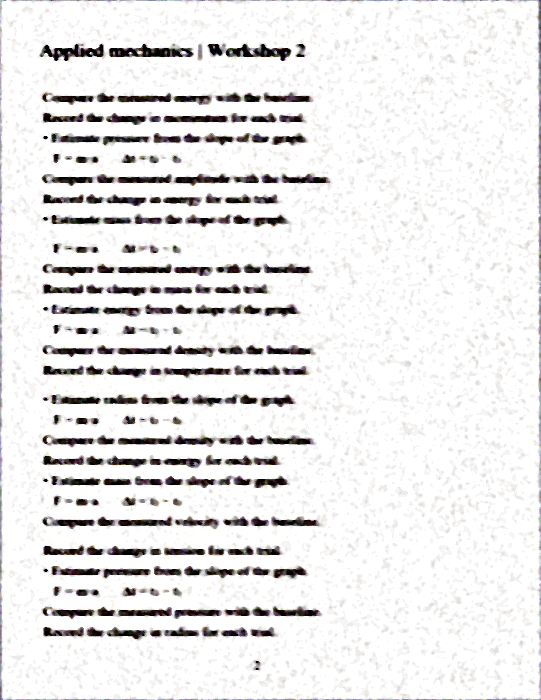 Applied mechanics | Workshop 2
Compare the measured energy with the baseline.
Record the change in momentum for each trial.
• Estimate pressure from the slope of the graph.
F = m·a Δt = t₂ − t₁
Compare the measured amplitude with the baseline.
Record the change in energy for each trial.
• Estimate mass from the slope of the graph.
F = m·a Δt = t₂ − t₁
Compare the measured energy with the baseline.
Record the change in mass for each trial.
• Estimate energy from the slope of the graph.
F = m·a Δt = t₂ − t₁
Compare the measured density with the baseline.
Record the change in temperature for each trial.
• Estimate radius from the slope of the graph.
F = m·a Δt = t₂ − t₁
Compare the measured density with the baseline.
Record the change in energy for each trial.
• Estimate mass from the slope of the graph.
F = m·a Δt = t₂ − t₁
Compare the measured velocity with the baseline.
Record the change in tension for each trial.
• Estimate pressure from the slope of the graph.
F = m·a Δt = t₂ − t₁
Compare the measured pressure with the baseline.
Record the change in radius for each trial.
2